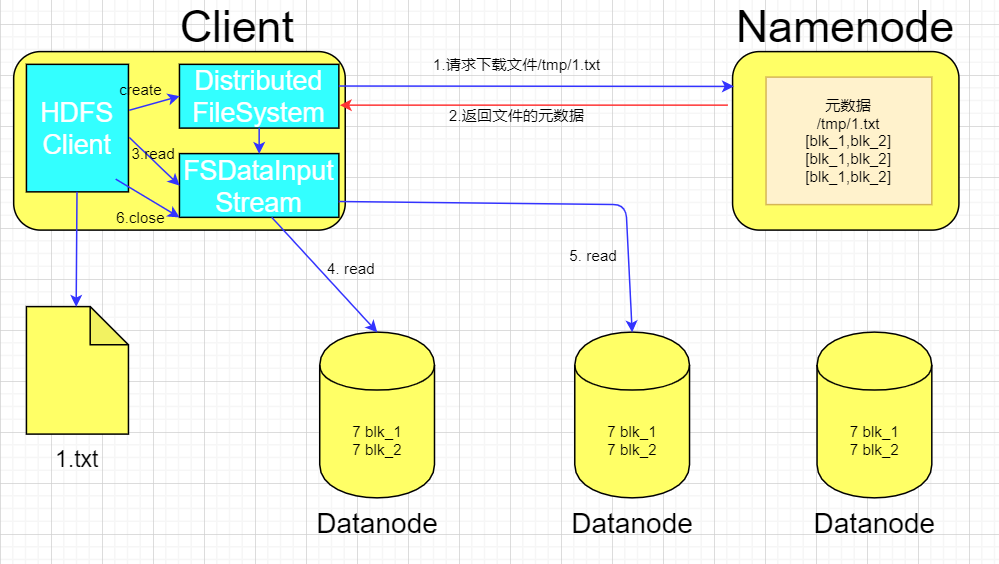 Client
Namenode
HDFS
Client
create
Distributed
FileSystem
1.请求下载文件/tmp/1.txt
2.返回文件的元数据
元数据
/tmp/1.txt
[blk_1,blk_2]
[blk_1,blk_2]
[blk_1,blk_2]
3.read
FSDataInput
Stream
6.close
4. read
5. read
1.txt
7 blk_1
7 blk_2
Datanode
7 blk_1
7 blk_2
Datanode
7 blk_1
7 blk_2
Datanode